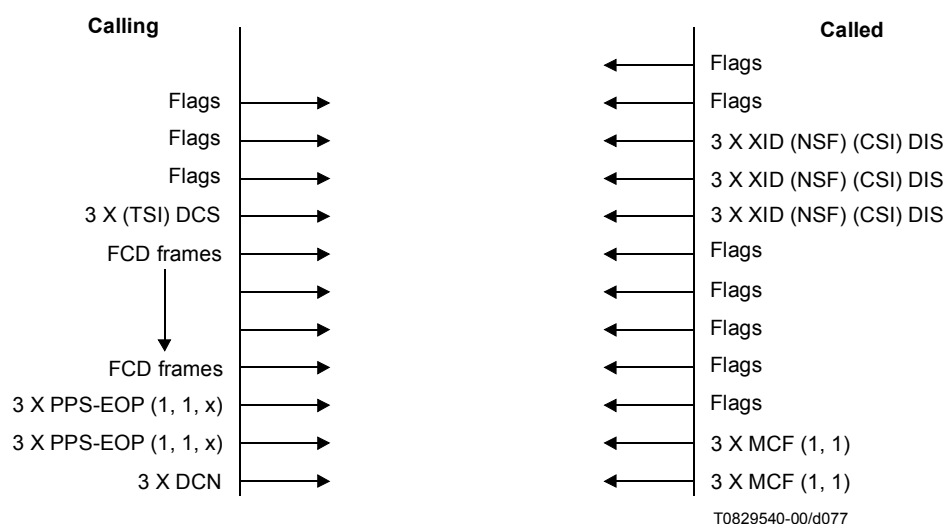 Calling
Called
Flags
Flags
Flags
Flags
3 X XID (NSF) (CSI) DIS
Flags
3 X XID (NSF) (CSI) DIS
3 X (TSI) DCS
3 X XID (NSF) (CSI) DIS
FCD frames
Flags
Flags
Flags
FCD frames
Flags
3 X PPS-EOP (1, 1, x)
Flags
3 X PPS-EOP (1, 1, x)
3 X MCF (1, 1)
3 X DCN
3 X MCF (1, 1)
T0829540-00/d077